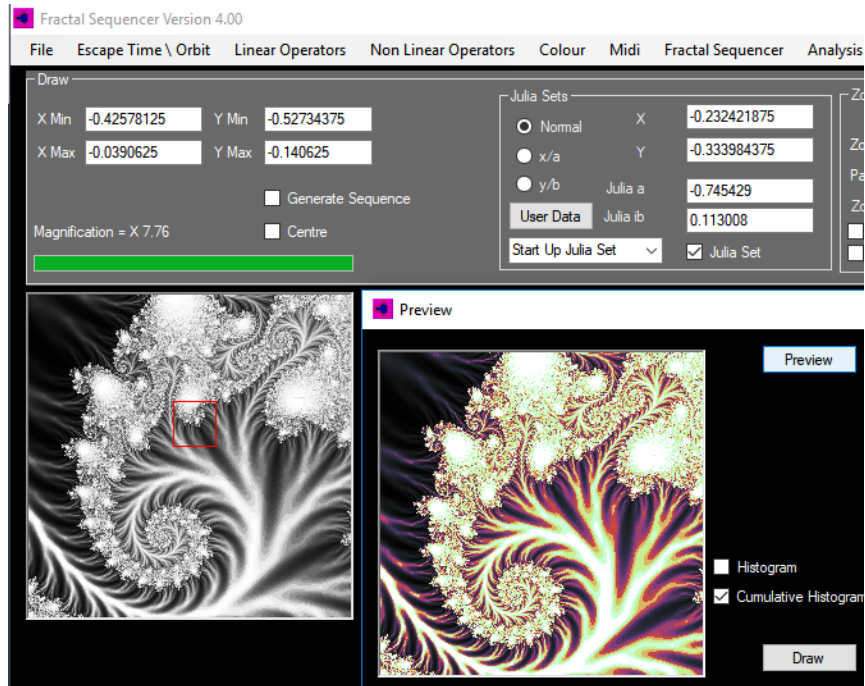 Fractal Sequencer Version 4.00
File Escape Time \ Orbit Linear Operators Non Linear Operators Colour Midi Fractal Sequencer Analysis
Draw
X Min -0.42578125 Y Min -0.52734375
X Max -0.0390625 Y Max -0.140625
Generate Sequence
Magnification = X 7.76 Centre
Julia Sets
Normal X -0.232421875
x/a Y -0.333984375
y/b Julia a -0.745429
User Data Julia ib 0.113008
Start Up Julia Set Julia Set
Preview
Preview
Histogram
Cumulative Histogram
Draw